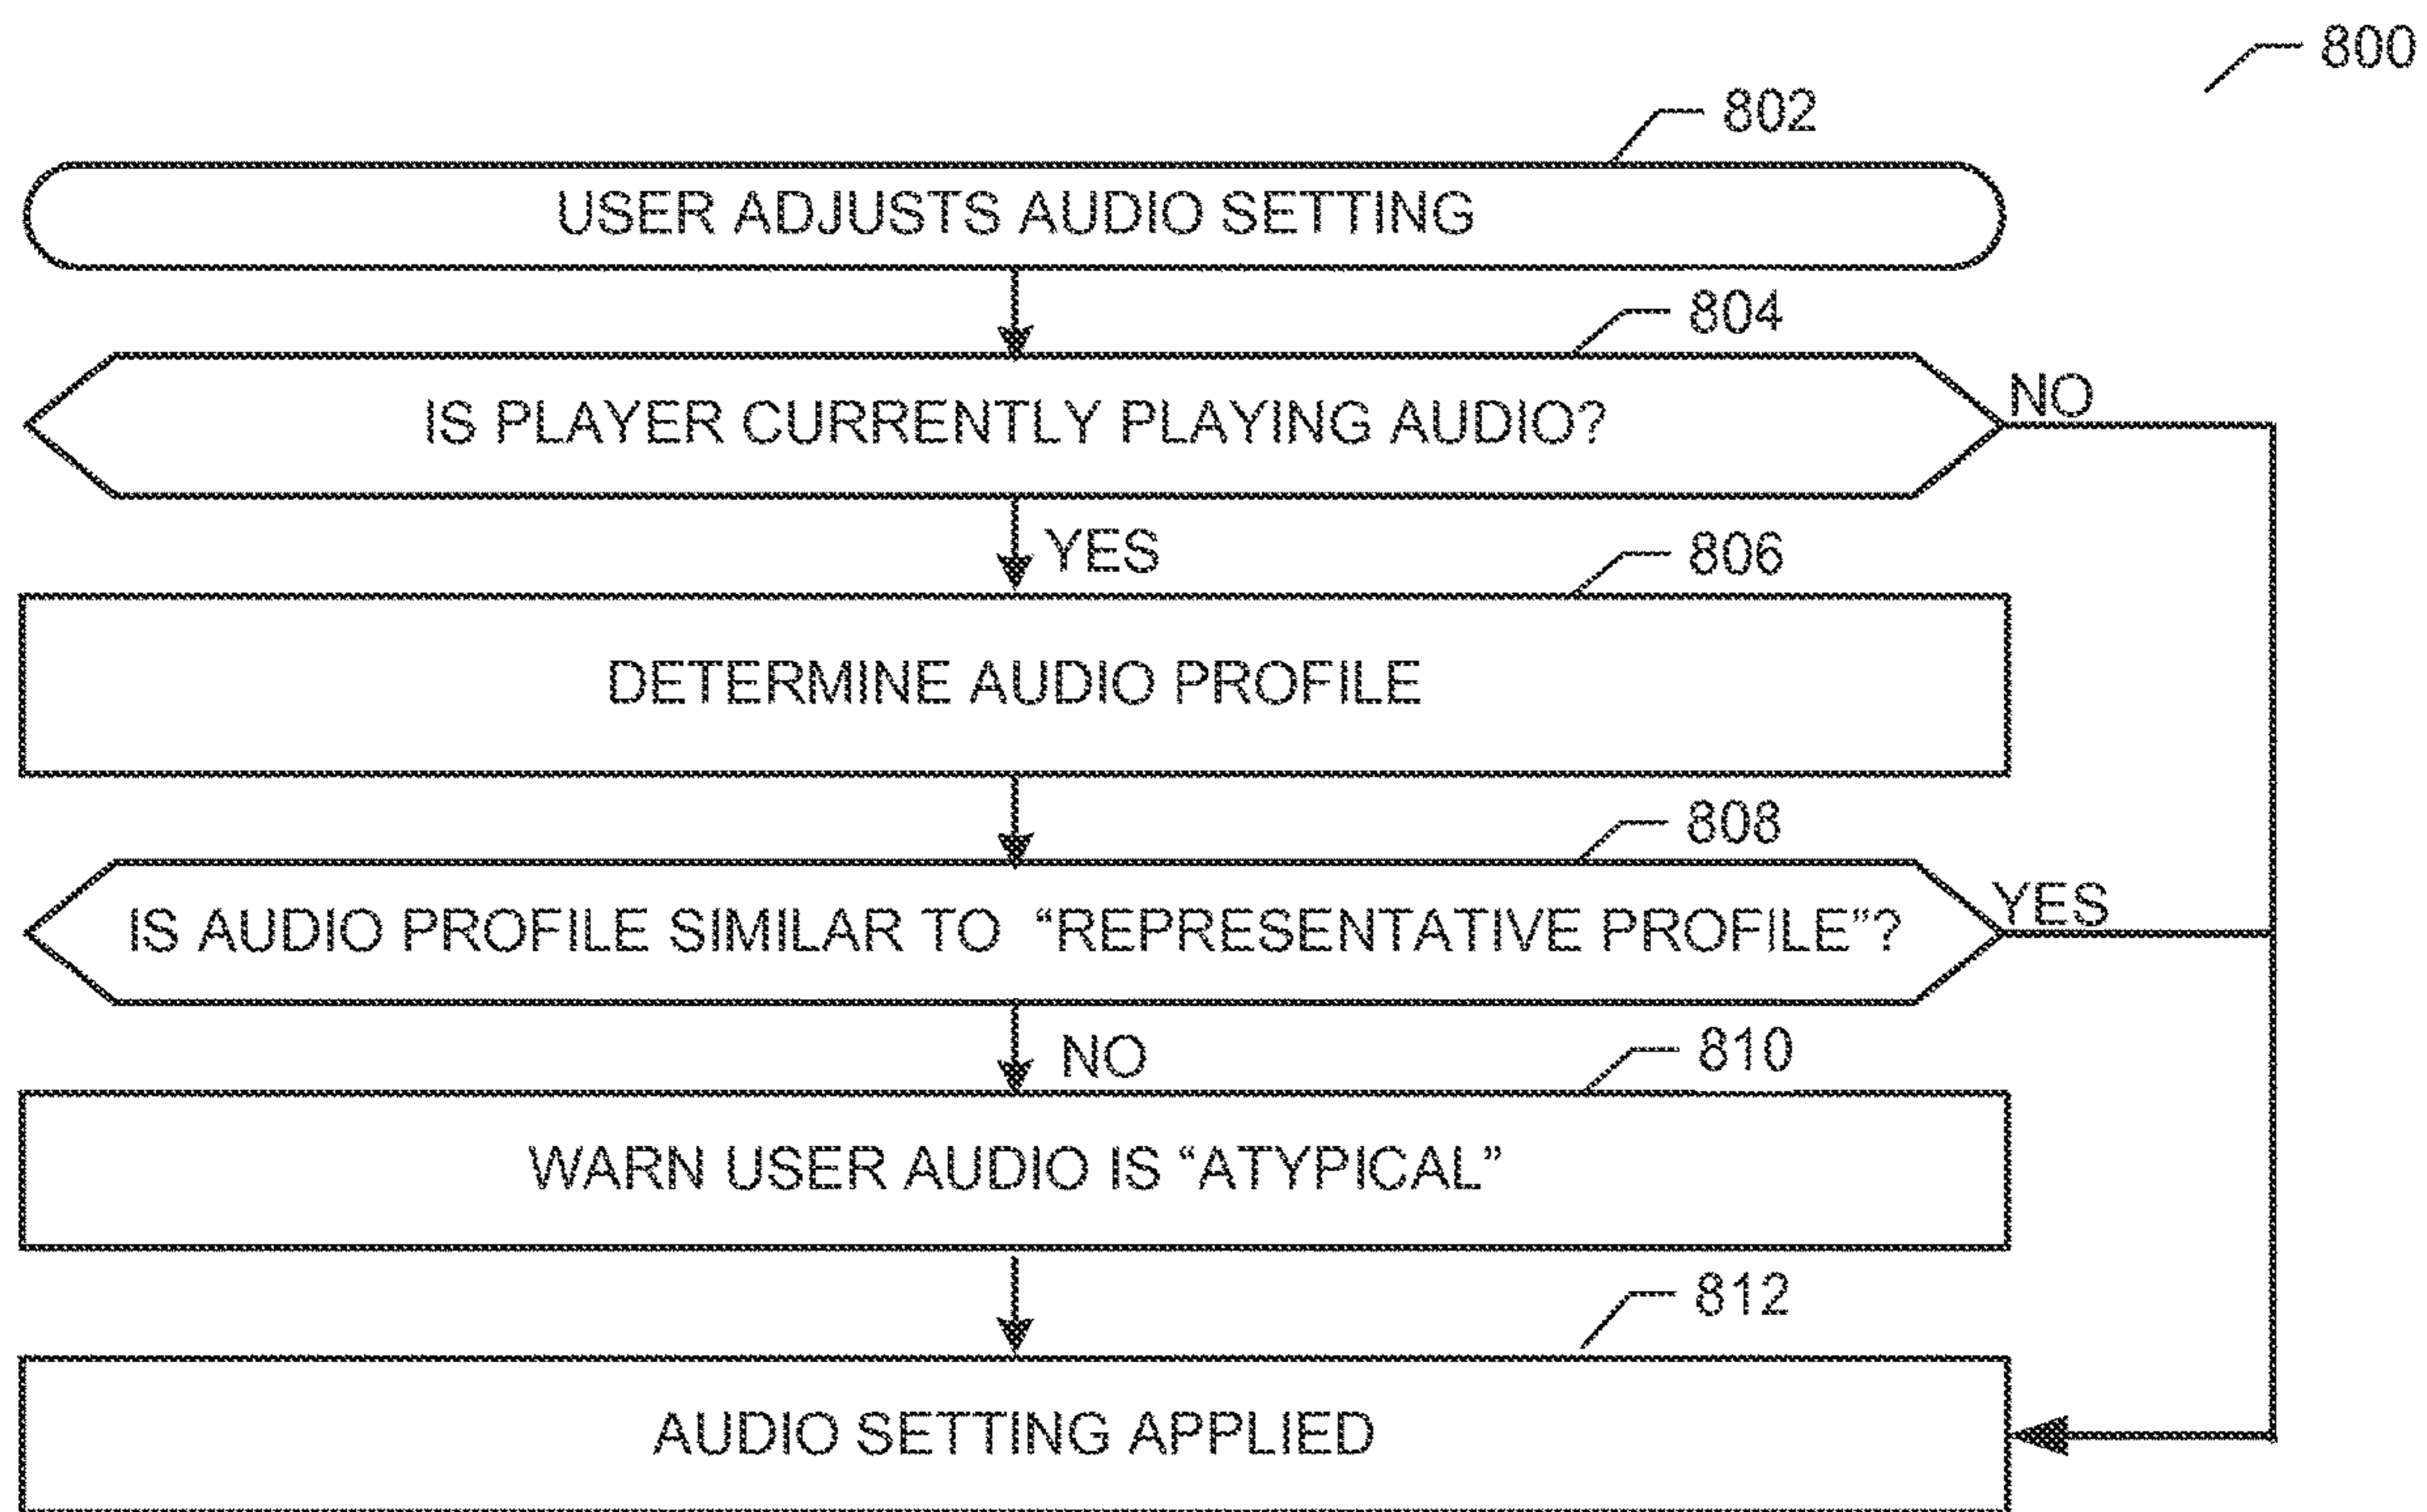 800
802
USER ADJUSTS AUDIO SETTING
804
IS PLAYER CURRENTLY PLAYING AUDIO?
NO
YES
806
DETERMINE AUDIO PROFILE
808
IS AUDIO PROFILE SIMILAR TO “REPRESENTATIVE PROFILE”?
YES
NO
810
WARN USER AUDIO IS “ATYPICAL”
812
AUDIO SETTING APPLIED